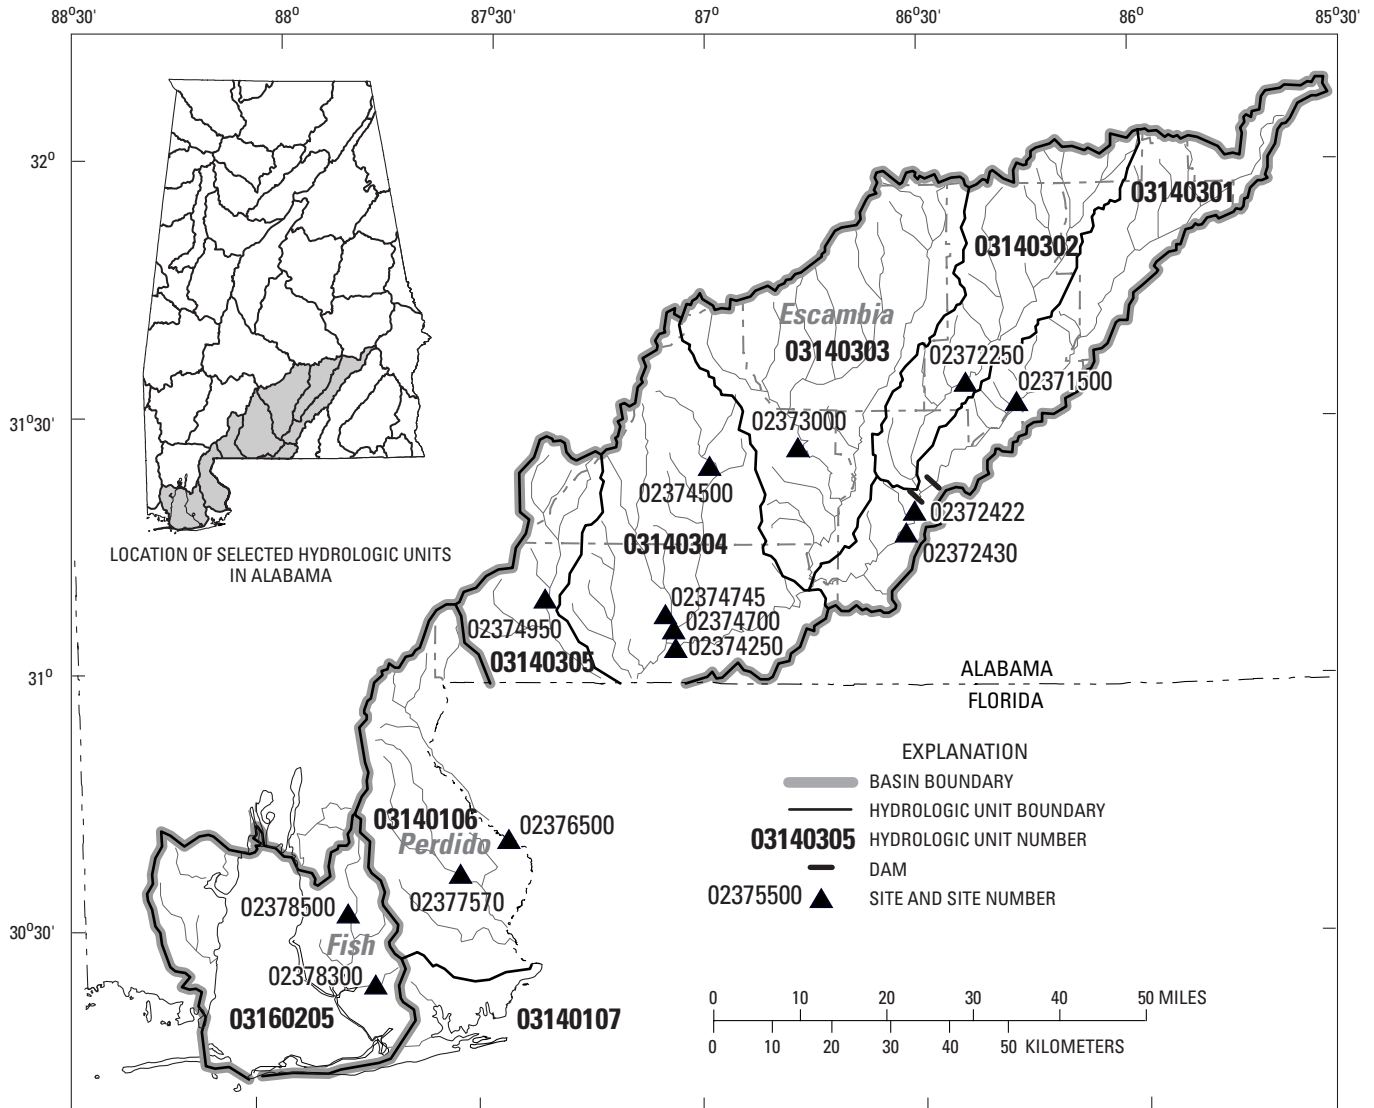 88°30' 88° 87°30' 87° 86°30' 86° 85°30'
32°
31°30'
31°
30°30'
LOCATION OF SELECTED HYDROLOGIC UNITS
IN ALABAMA
03140301
03140302
Escambia
03140303
02372250
02371500
02373000
02374500
02372422
03140304
02372430
02374745
02374700
02374250
02374950
03140305
ALABAMA
FLORIDA
03140106
Perdido
02376500
02377570
02378500
Fish
02378300
03160205
03140107
EXPLANATION
BASIN BOUNDARY
HYDROLOGIC UNIT BOUNDARY
03140305 HYDROLOGIC UNIT NUMBER
DAM
02375500 SITE AND SITE NUMBER
0 10 20 30 40 50 MILES
0 10 20 30 40 50 KILOMETERS